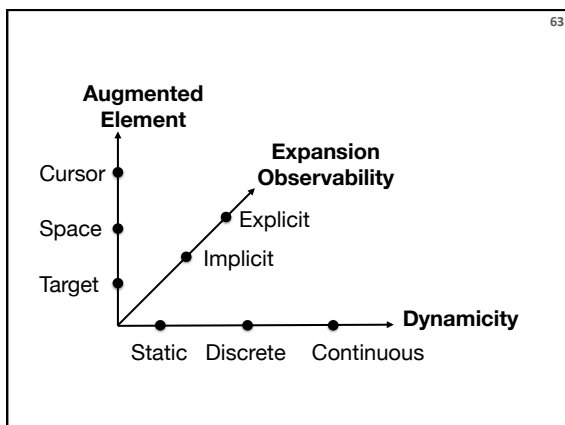 63
Augmented
Element
Expansion
Observability
Cursor
Explicit
Space
Implicit
Target
Dynamicity
Static Discrete Continuous